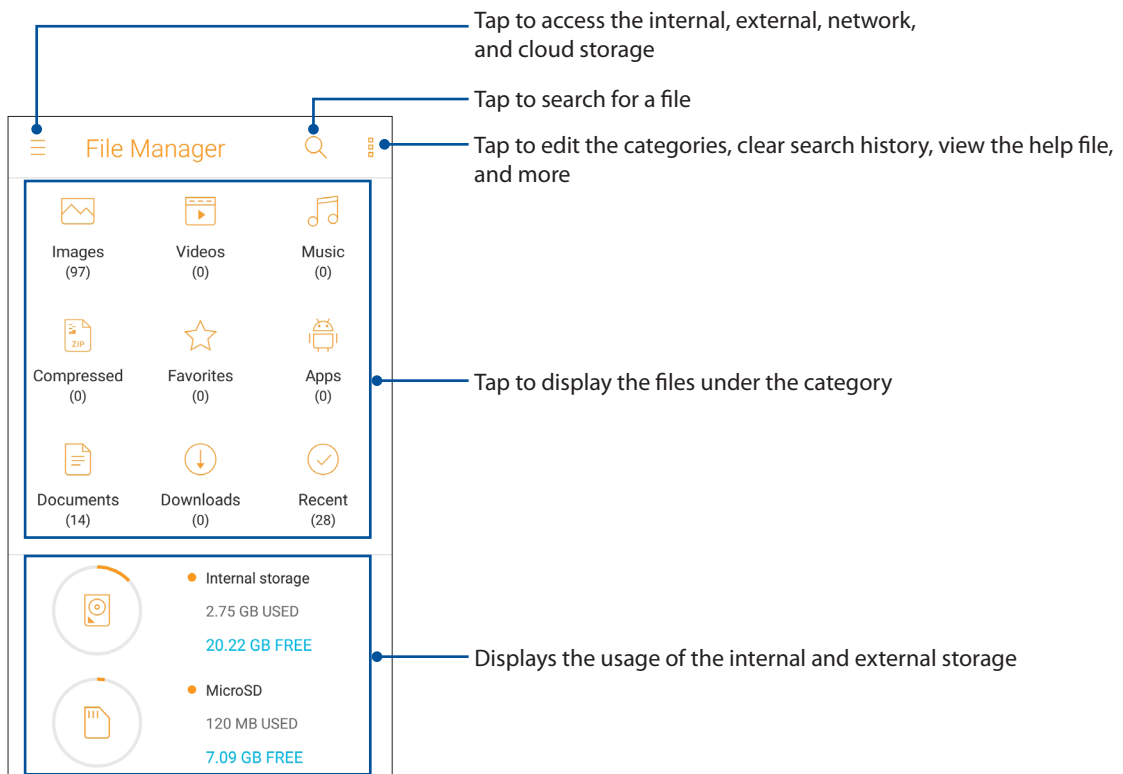 Tap to access the internal, external, network,
and cloud storage
Tap to search for a file
Tap to edit the categories, clear search history, view the help file,
and more
File Manager
Images
(97)
Videos
(0)
Music
(0)
ZIP
Compressed
(0)
Favorites
(0)
Apps
(0)
Tap to display the files under the category
Documents
(14)
Downloads
(0)
Recent
(28)
Internal storage
2.75 GB USED
20.22 GB FREE
Displays the usage of the internal and external storage
MicroSD
120 MB USED
7.09 GB FREE